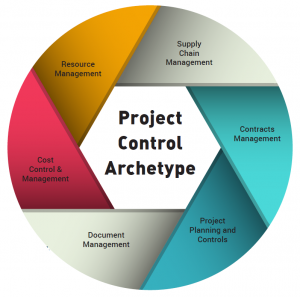 Project
Control
Archetype
Supply
Chain
Management
Contracts
Management
Project
Planning and
Controls
Document
Management
Cost
Control &
Management
Resource
Management